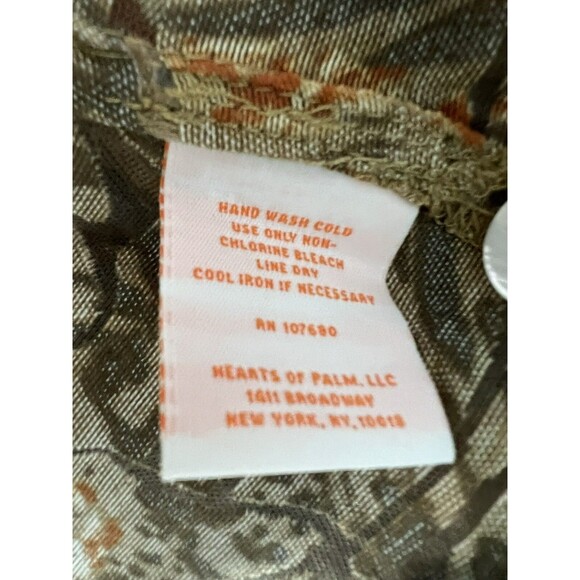 HAND WASH COLD
USE ONLY NON-
CHLORINE BLEACH
LINE DRY
COOL IRON IF NECESSARY
RN 107680
HEARTS OF PALM. LLC
1411 BROADWAY
NEW YORK, NY, 10018